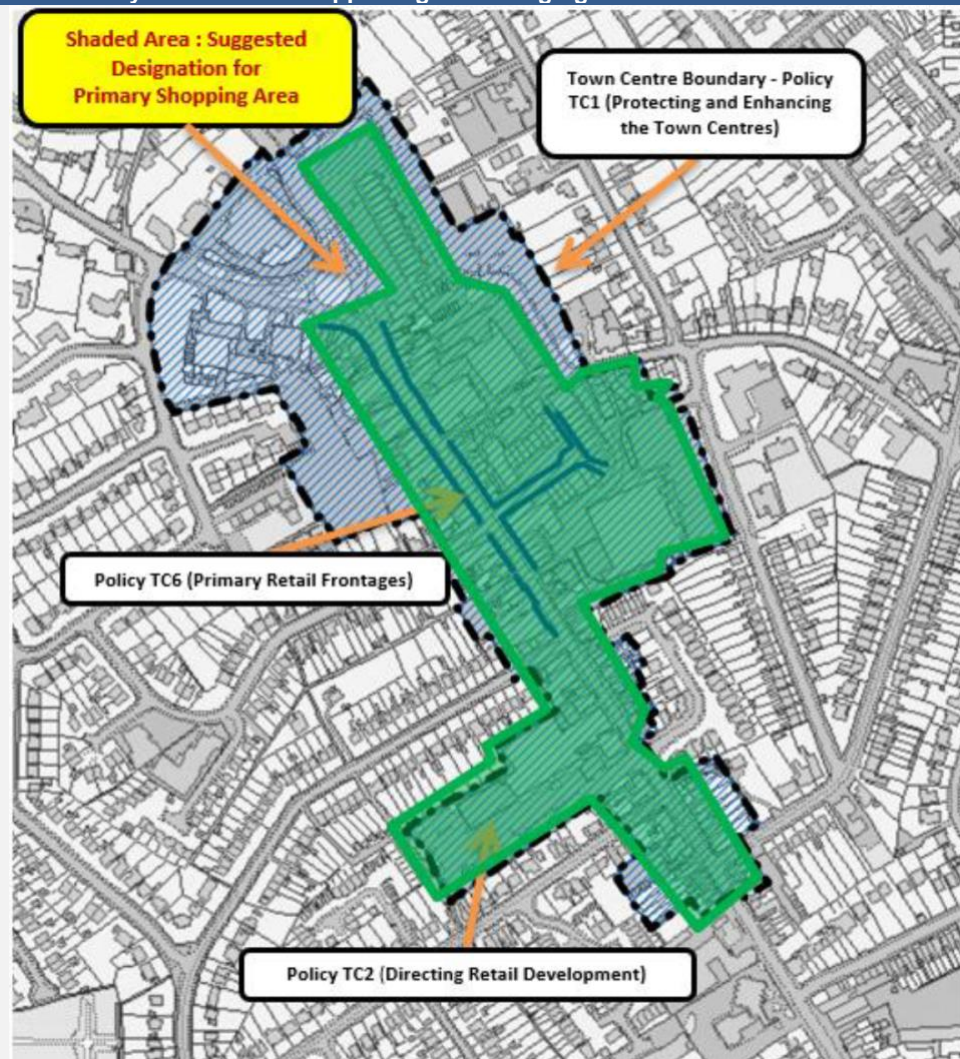 Shaded Area : Suggested
Designation for
Primary Shopping Area
Town Centre Boundary - Policy
TC1 (Protecting and Enhancing
the Town Centres)
Policy TC6 (Primary Retail Frontages)
Policy TC2 (Directing Retail Development)